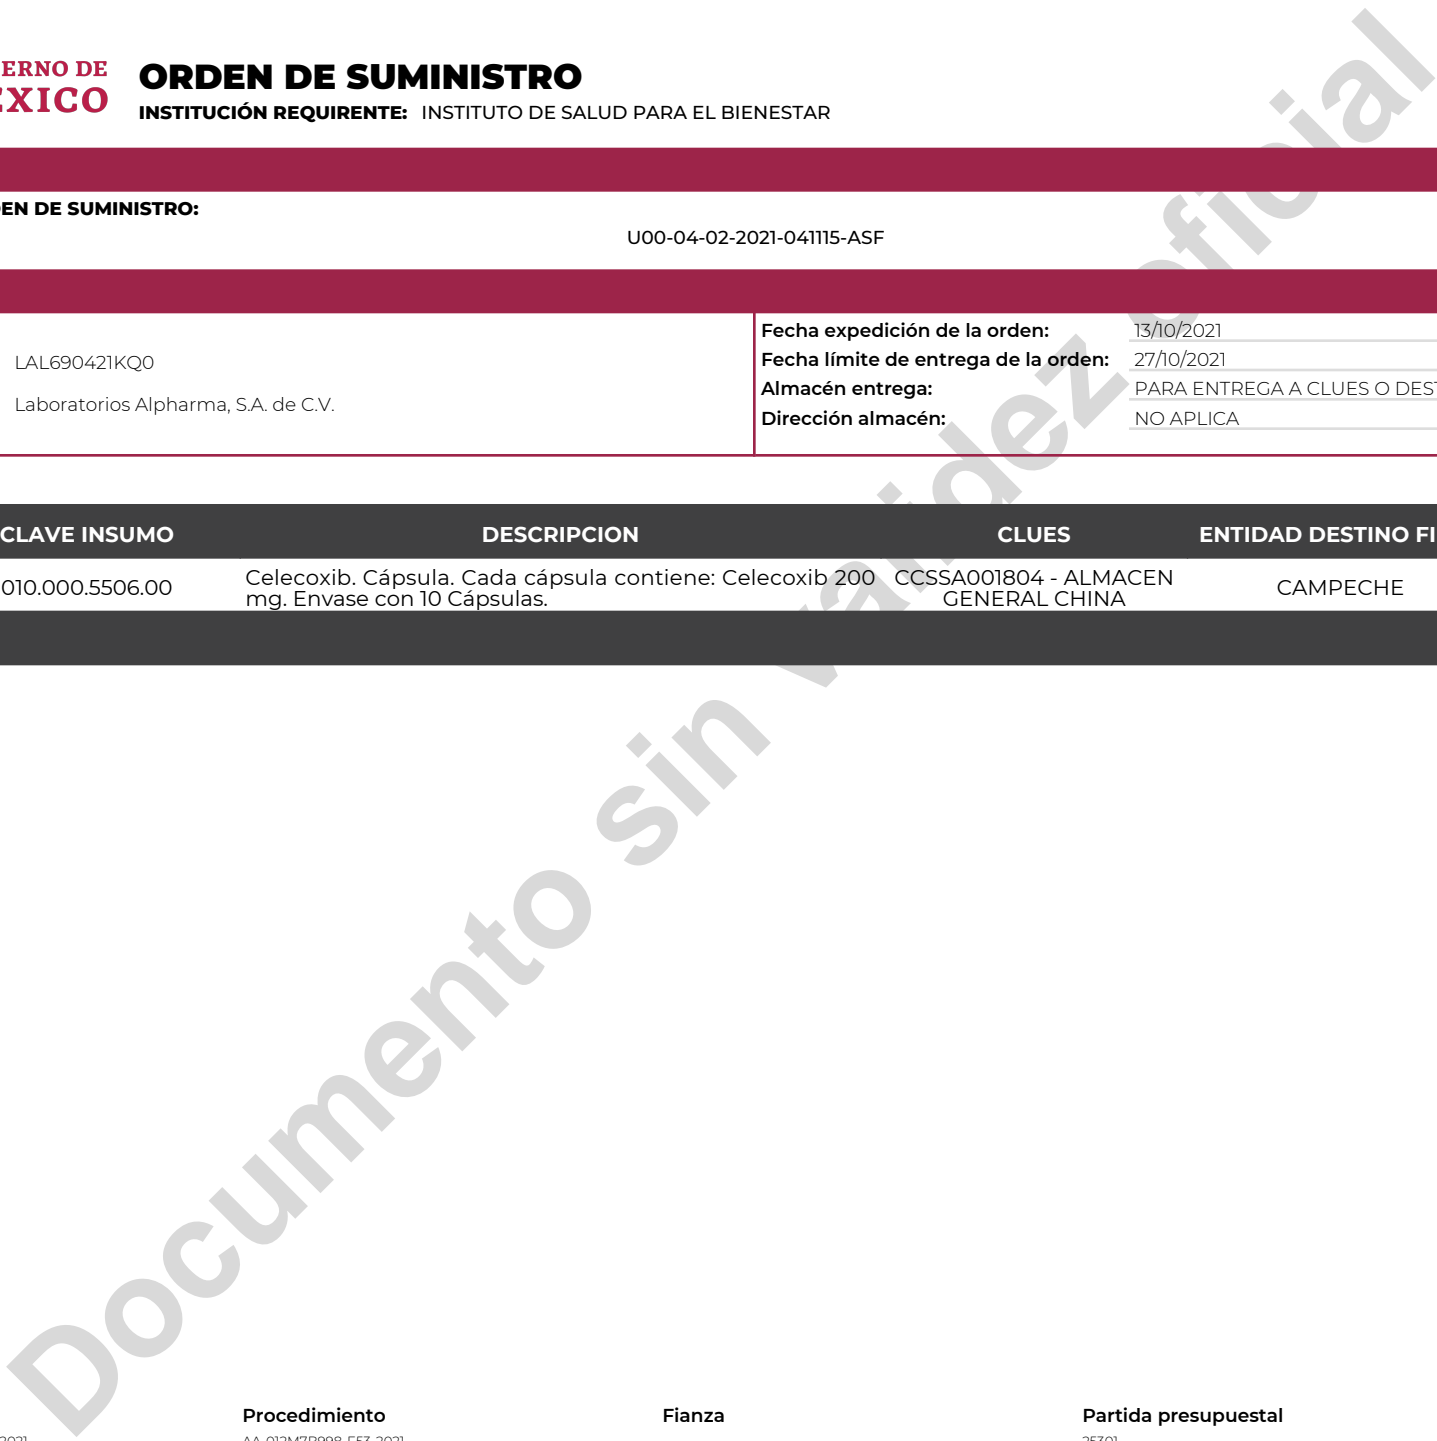 ERNO DE
EXICO
ORDEN DE SUMINISTRO
INSTITUCIÓN REQUIRENTE: INSTITUTO DE SALUD PARA EL BIENESTAR
EN DE SUMINISTRO:
U00-04-02-2021-041115-ASF
LAL690421KQ0
Laboratorios Alpharma, S.A. de C.V.
Fecha expedición de la orden: 13/10/2021
Fecha límite de entrega de la orden: 27/10/2021
Almacén entrega: PARA ENTREGA A CLUES O DEST
Dirección almacén: NO APLICA
CLAVE INSUMO DESCRIPCION CLUES ENTIDAD DESTINO FI
010.000.5506.00 Celecoxib. Cápsula. Cada cápsula contiene: Celecoxib 200 mg. Envase con 10 Cápsulas. CCSSA001804 - ALMACEN GENERAL CHINA CAMPECHE
Documento sin validez oficial
Procedimiento Fianza Partida presupuestal